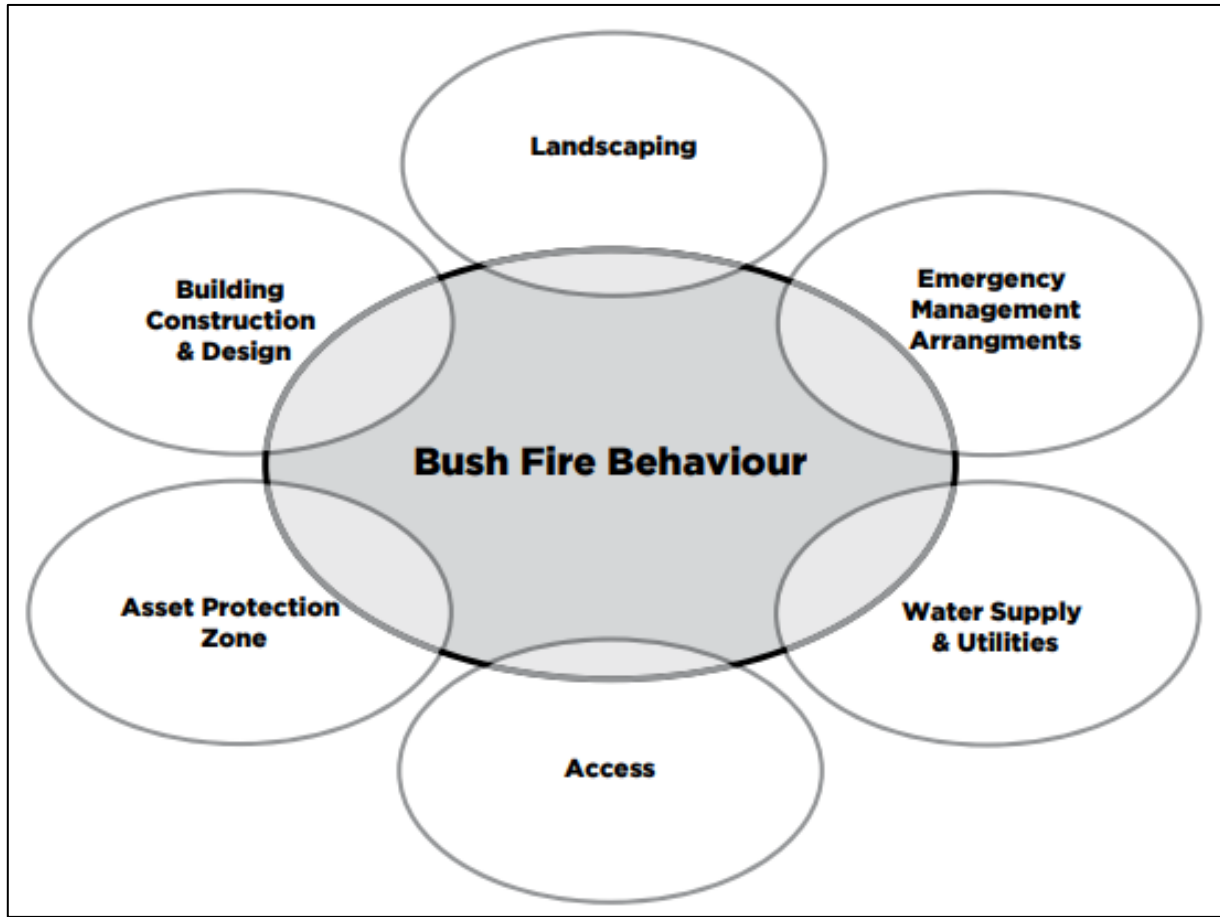 Landscaping
Building
Construction
& Design
Emergency
Management
Arrangments
Bush Fire Behaviour
Asset Protection
Zone
Water Supply
& Utilities
Access